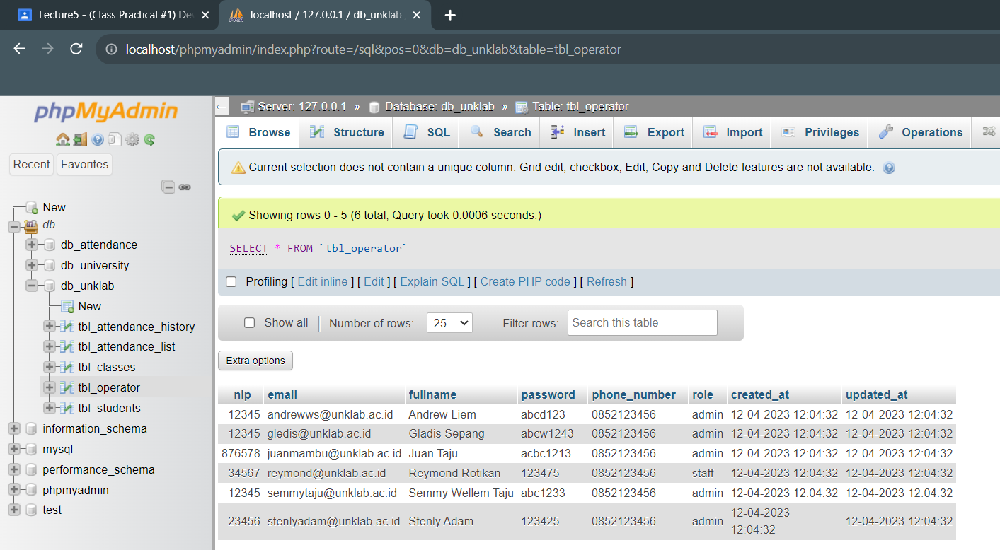 Lecture5 - (Class Practical #1) De
localhost / 127.0.0.1 / db_unklab
localhost/phpmyadmin/index.php?route=/sql&pos=0&db=db_unklab&table=tbl_operator
phpMyAdmin
Recent Favorites
New
db
db_attendance
db_university
db_unklab
New
tbl_attendance_history
tbl_attendance_list
tbl_classes
tbl_operator
tbl_students
information_schema
mysql
performance_schema
phpmyadmin
test
Server: 127.0.0.1 » Database: db_unklab » Table: tbl_operator
Browse Structure SQL Search Insert Export Import Privileges Operations
Current selection does not contain a unique column. Grid edit, checkbox, Edit, Copy and Delete features are not available.
Showing rows 0 - 5 (6 total, Query took 0.0006 seconds.)
SELECT * FROM `tbl_operator`
Profiling [ Edit inline ] [ Edit ] [ Explain SQL ] [ Create PHP code ] [ Refresh ]
Show all Number of rows: 25 Filter rows: Search this table
Extra options
nip email fullname password phone_number role created_at updated_at
12345 andrewws@unklab.ac.id Andrew Liem abcd123 0852123456 admin 12-04-2023 12:04:32 12-04-2023 12:04:32
12345 gledis@unklab.ac.id Gladis Sepang abcw1243 0852123456 admin 12-04-2023 12:04:32 12-04-2023 12:04:32
876578 juanmambu@unklab.ac.id Juan Taju acbc1213 0852123456 admin 12-04-2023 12:04:32 12-04-2023 12:04:32
34567 reymond@unklab.ac.id Reymond Rotikan 123475 0852123456 staff 12-04-2023 12:04:32 12-04-2023 12:04:32
12345 semmytaju@unklab.ac.id Semmy Wellem Taju abc1233 0852123456 admin 12-04-2023 12:04:32 12-04-2023 12:04:32
23456 stenlyadam@unklab.ac.id Stenly Adam 123425 0852123456 admin 12-04-2023 12:04:32 12-04-2023 12:04:32